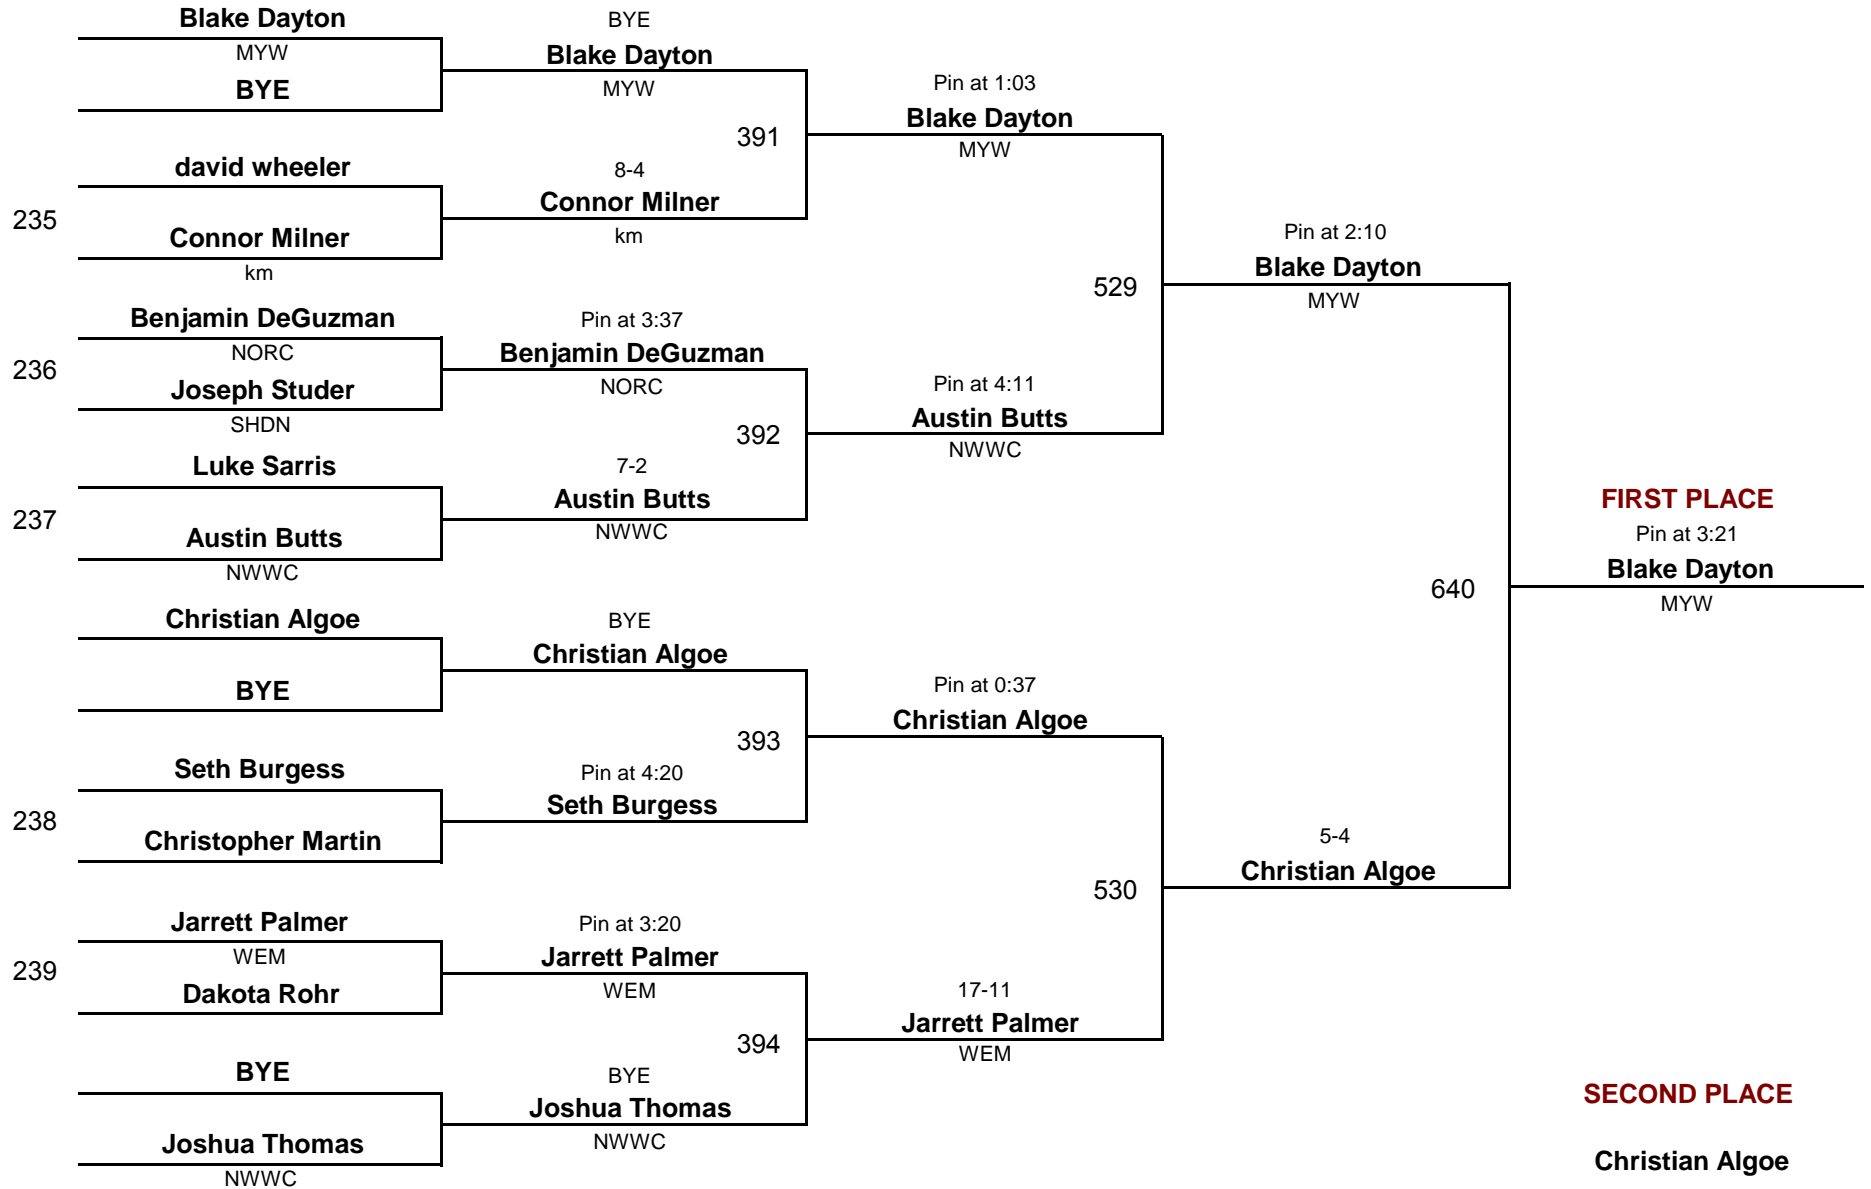 Blake Dayton
MYW
BYE
235
david wheeler
Connor Milner
km
236
Benjamin DeGuzman
NORC
Joseph Studer
SHDN
237
Luke Sarris
Austin Butts
NWWC
Christian Algoe
BYE
238
Seth Burgess
Christopher Martin
239
Jarrett Palmer
WEM
Dakota Rohr
BYE
Joshua Thomas
NWWC
BYE
Blake Dayton
MYW
391
8-4
Connor Milner
km
Pin at 3:37
Benjamin DeGuzman
NORC
392
7-2
Austin Butts
NWWC
BYE
Christian Algoe
393
Pin at 4:20
Seth Burgess
Pin at 3:20
Jarrett Palmer
WEM
394
BYE
Joshua Thomas
NWWC
Pin at 1:03
Blake Dayton
MYW
529
Pin at 4:11
Austin Butts
NWWC
Pin at 0:37
Christian Algoe
530
17-11
Jarrett Palmer
WEM
Pin at 2:10
Blake Dayton
MYW
640
5-4
Christian Algoe
FIRST PLACE
Pin at 3:21
Blake Dayton
MYW
SECOND PLACE
Christian Algoe